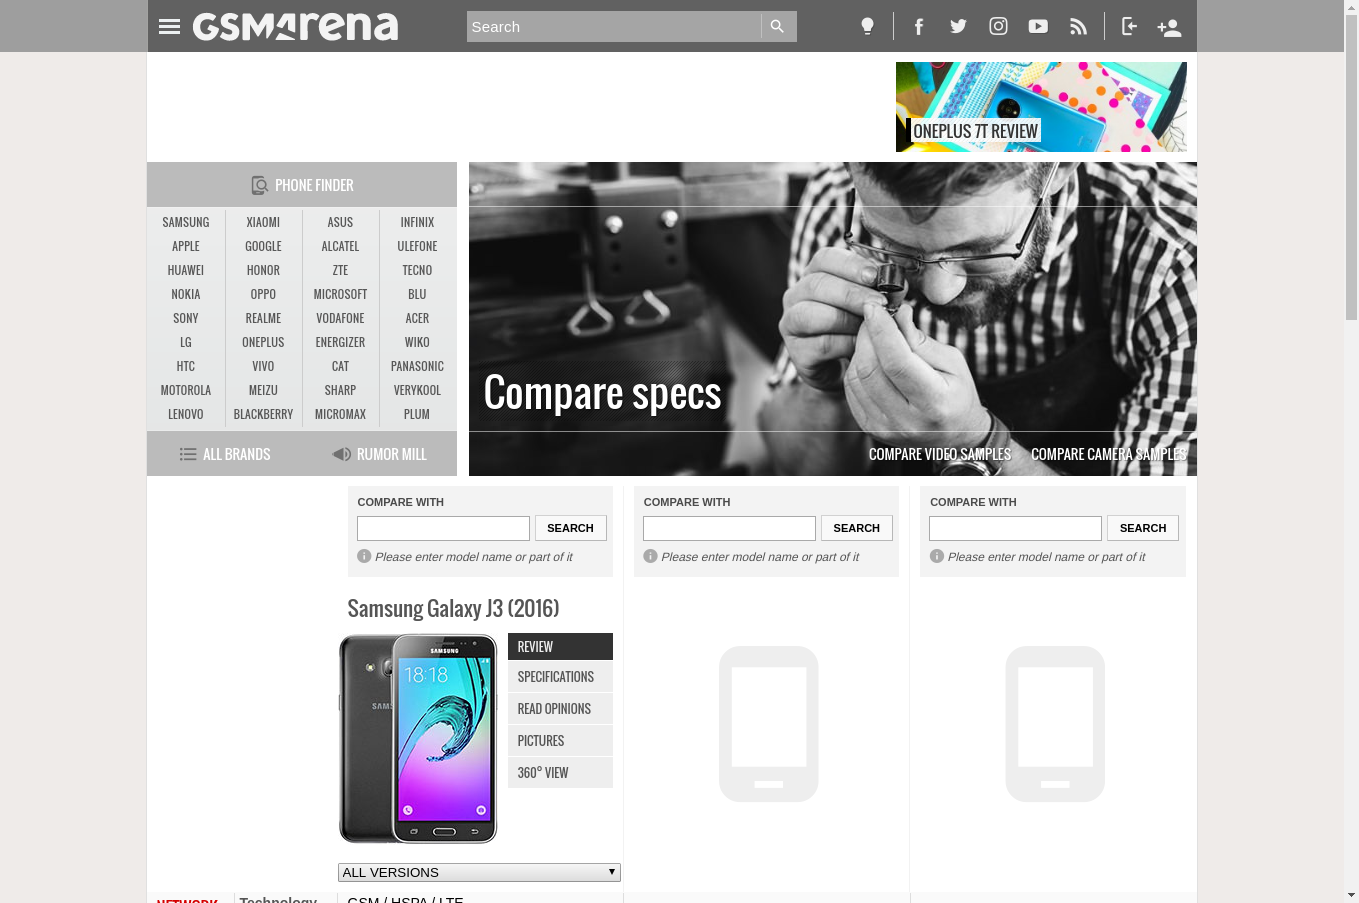 GSMArena
Search
ONEPLUS 7T REVIEW
PHONE FINDER
SAMSUNG XIAOMI ASUS INFINIX
APPLE GOOGLE ALCATEL ULEFONE
HUAWEI HONOR ZTE TECNO
NOKIA OPPO MICROSOFT BLU
SONY REALME VODAFONE ACER
LG ONEPLUS ENERGIZER WIKO
HTC VIVO CAT PANASONIC
MOTOROLA MEIZU SHARP VERYKOOL
LENOVO BLACKBERRY MICROMAX PLUM
ALL BRANDS RUMOR MILL
Compare specs
COMPARE VIDEO SAMPLES COMPARE CAMERA SAMPLES
COMPARE WITH COMPARE WITH COMPARE WITH
SEARCH SEARCH SEARCH
Please enter model name or part of it Please enter model name or part of it Please enter model name or part of it
Samsung Galaxy J3 (2016)
SAMSUNG
18:18
SAMS
REVIEW
SPECIFICATIONS
READ OPINIONS
PICTURES
360° VIEW
ALL VERSIONS
NETWORK Technology GSM / HSPA / LTE